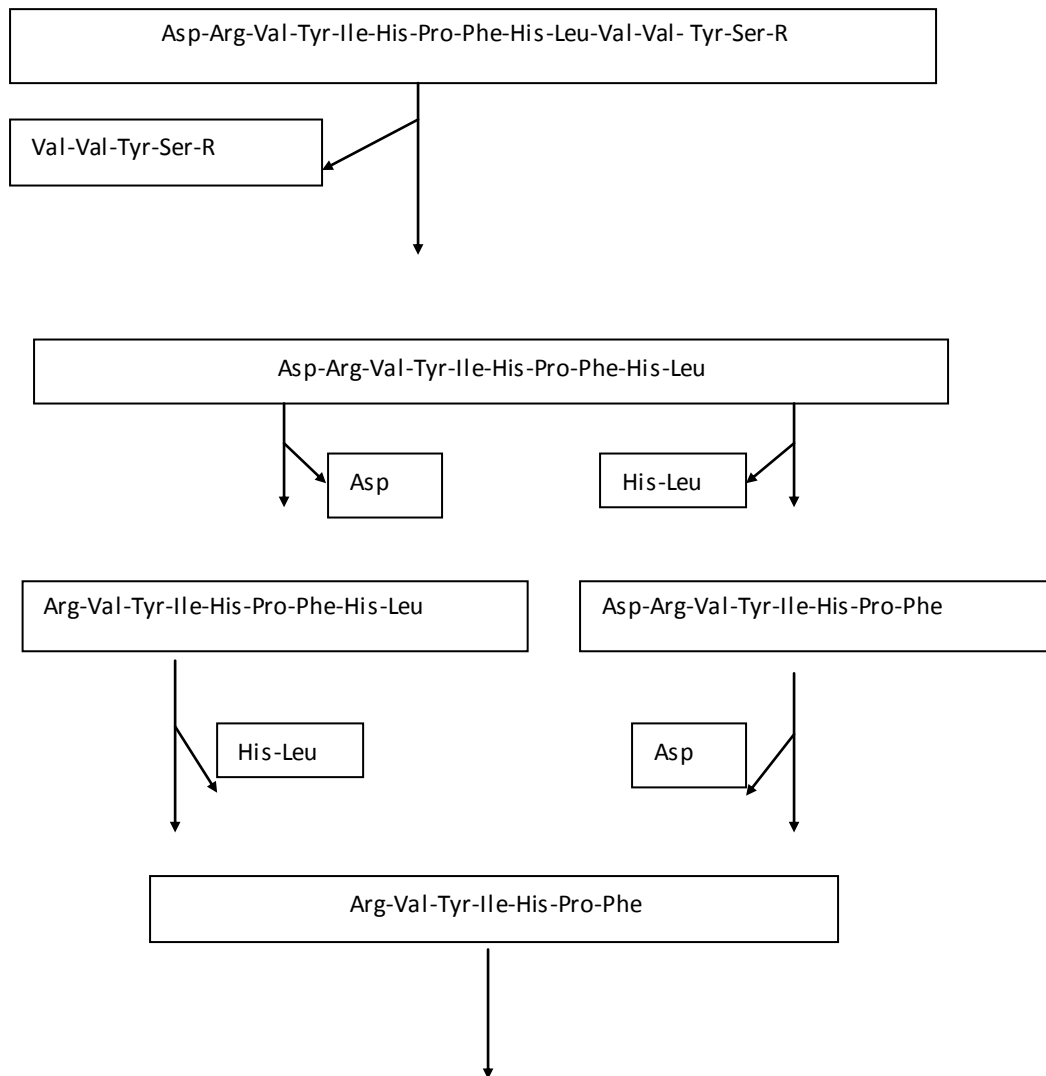 Asp-Arg-Val-Tyr-Ile-His-Pro-Phe-His-Leu-Val-Val- Tyr-Ser-R
Val-Val-Tyr-Ser-R
Asp-Arg-Val-Tyr-Ile-His-Pro-Phe-His-Leu
Asp
His-Leu
Arg-Val-Tyr-Ile-His-Pro-Phe-His-Leu
Asp-Arg-Val-Tyr-Ile-His-Pro-Phe
His-Leu
Asp
Arg-Val-Tyr-Ile-His-Pro-Phe